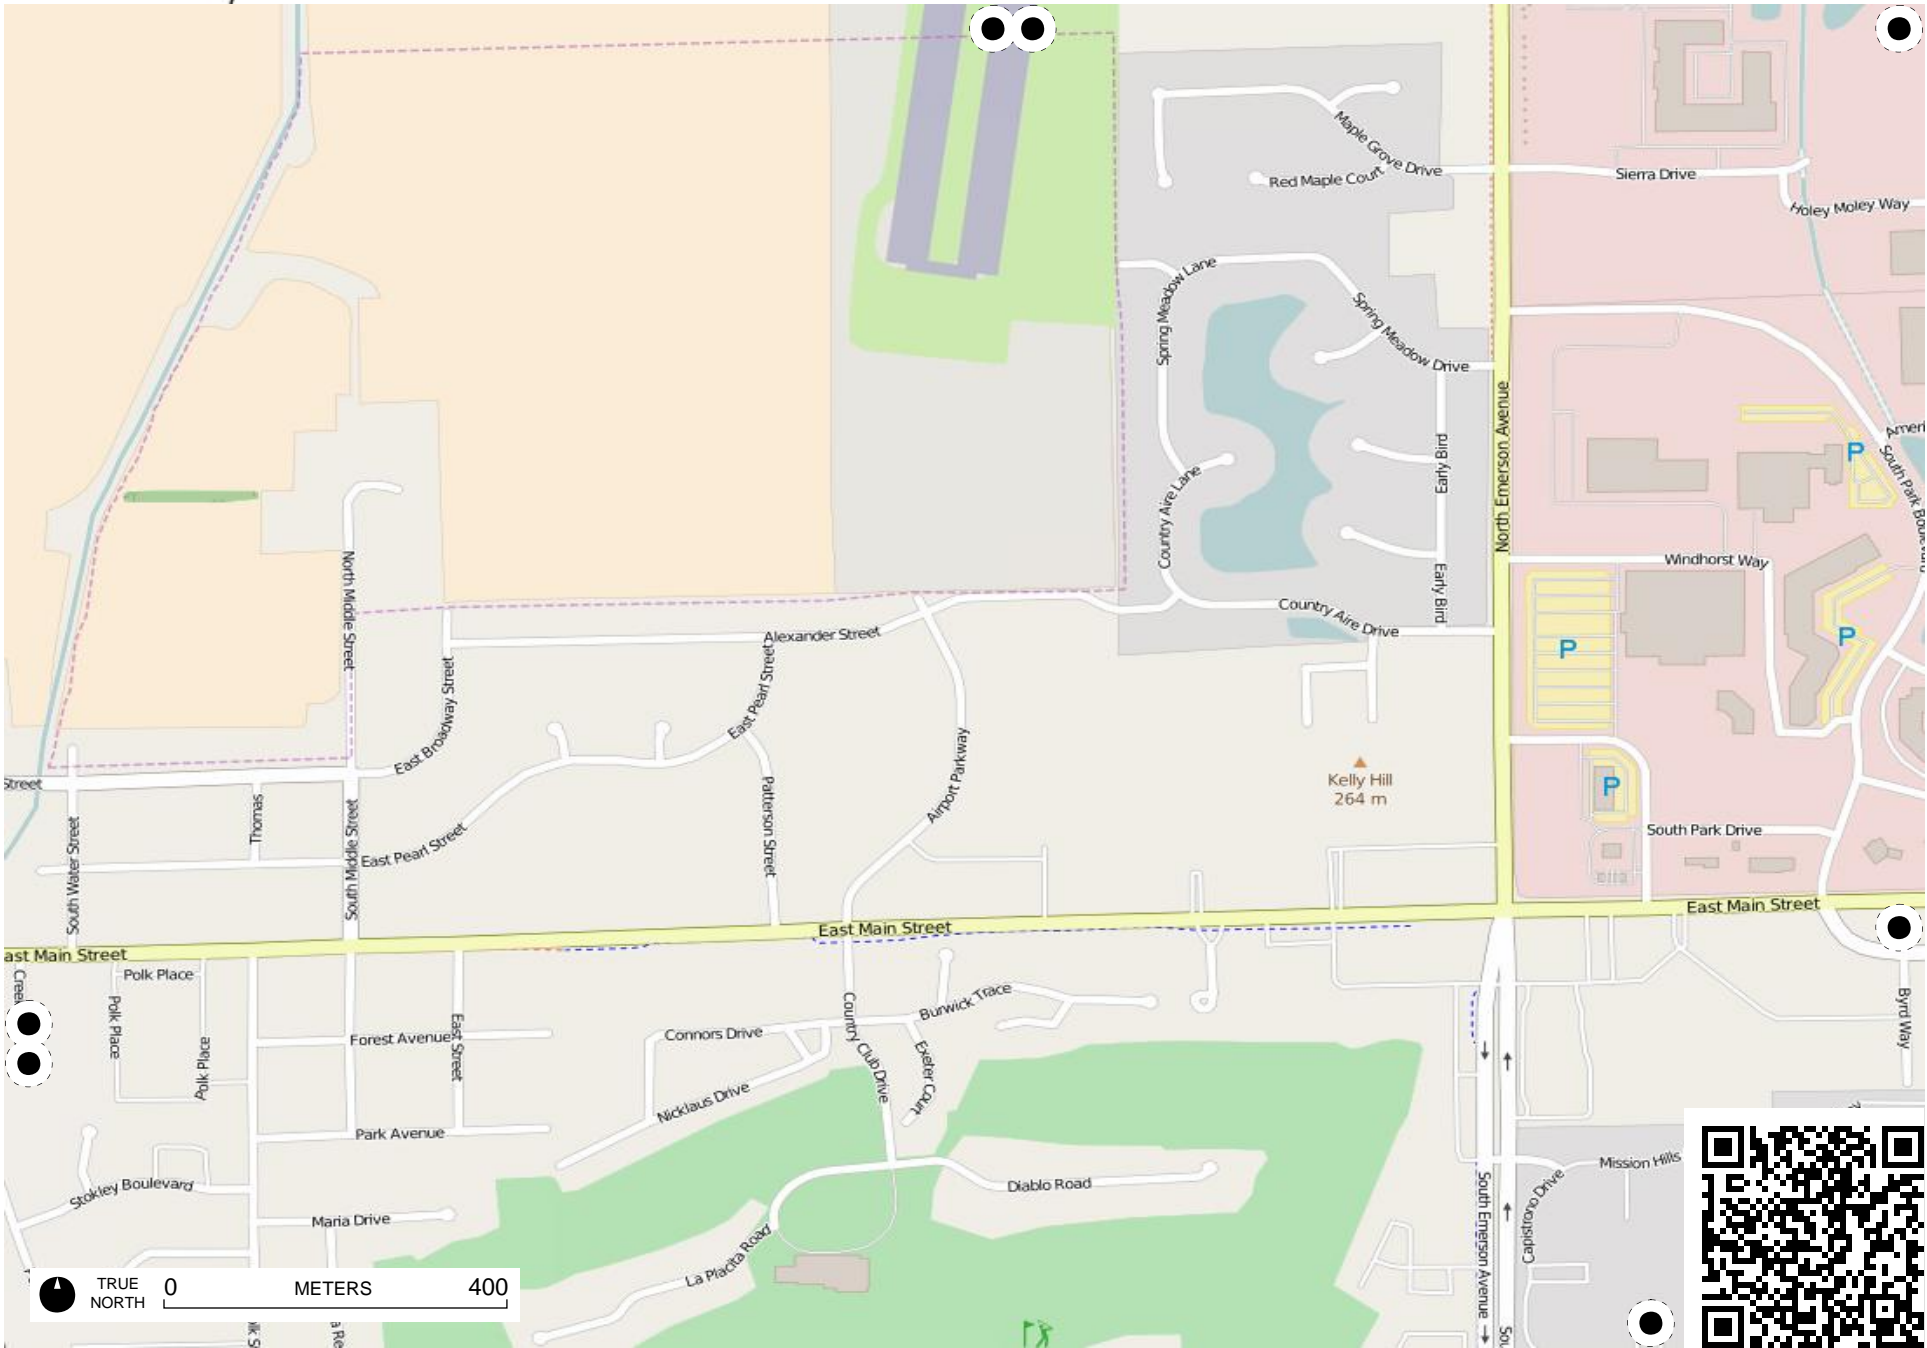 Maple Grove Drive
Red Maple Court
Sierra Drive
Holey Moley Way
Spring Meadow Lane
Spring Meadow Drive
North Emerson Avenue
South Park
P
Early Bird
Country Aire Lane
North Middle Street
Windhorst Way
Early Bird
Country Aire Drive
Alexander Street
East Pearl Street
P
P
East Broadway Street
Airport Parkway
Kelly Hill
264 m
Street
P
Thomas
Patterson Street
South Water Street
South Middle Street
East Pearl Street
South Park Drive
East Main Street
East Main Street
ast Main Street
Polk Place
Creek
Polk Place
Polk Place
Forest Avenue
East Street
Connors Drive
Burwick Trace
Country Club Drive
Exeter Court
Byrd Way
Nicklaus Drive
Park Avenue
Stokley Boulevard
Diablo Road
Mission Hills
Maria Drive
South Emerson Avenue
Capistrono Drive
La Placita Road
TRUE
NORTH
0 METERS 400